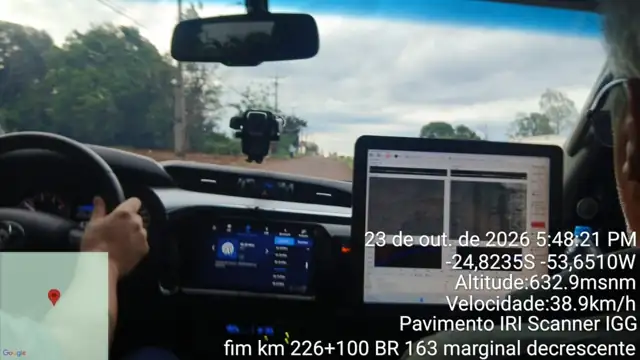 23 de out. de 2026 5:48:21 PM
-24,8235S -53,6510W
Altitude:632.9msnm
Velocidade:38.9km/h
Pavimento IRI Scanner IGG
fim km 226+100 BR 163 marginal decrescente
Google